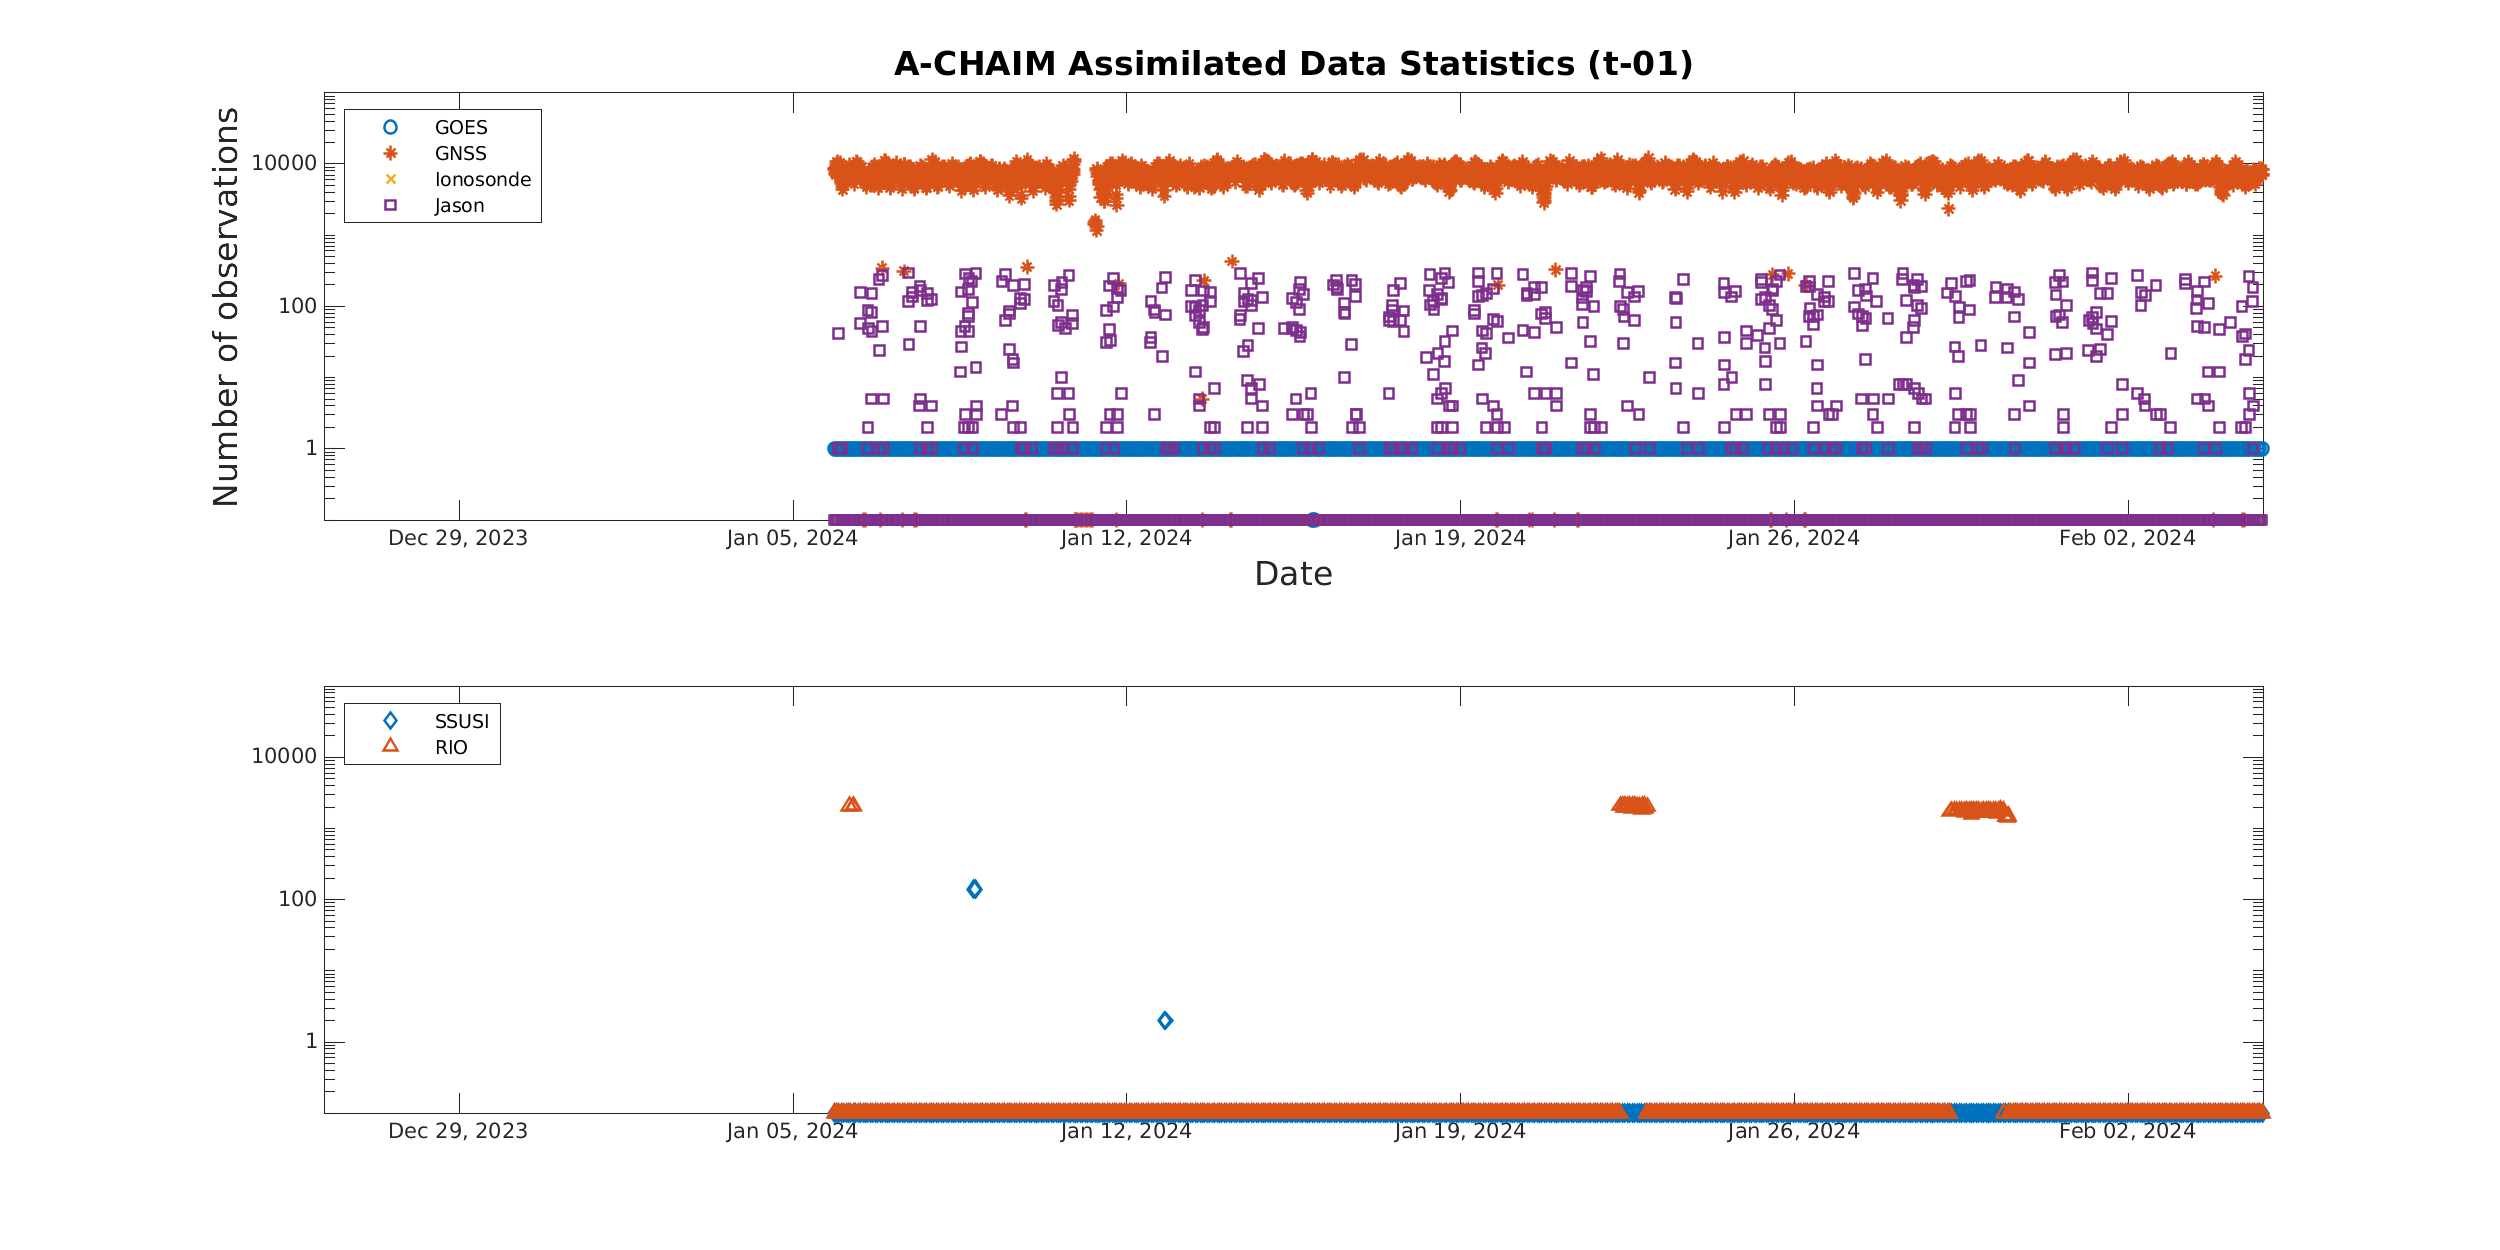 A-CHAIM Assimilated Data Statistics (t-01)
Number of observations
10000
100
1
GOES
GNSS
Ionosonde
Jason
Dec 29, 2023
Jan 05, 2024
Jan 12, 2024
Jan 19, 2024
Jan 26, 2024
Feb 02, 2024
Date
10000
100
1
SSUSI
RIO
Dec 29, 2023
Jan 05, 2024
Jan 12, 2024
Jan 19, 2024
Jan 26, 2024
Feb 02, 2024